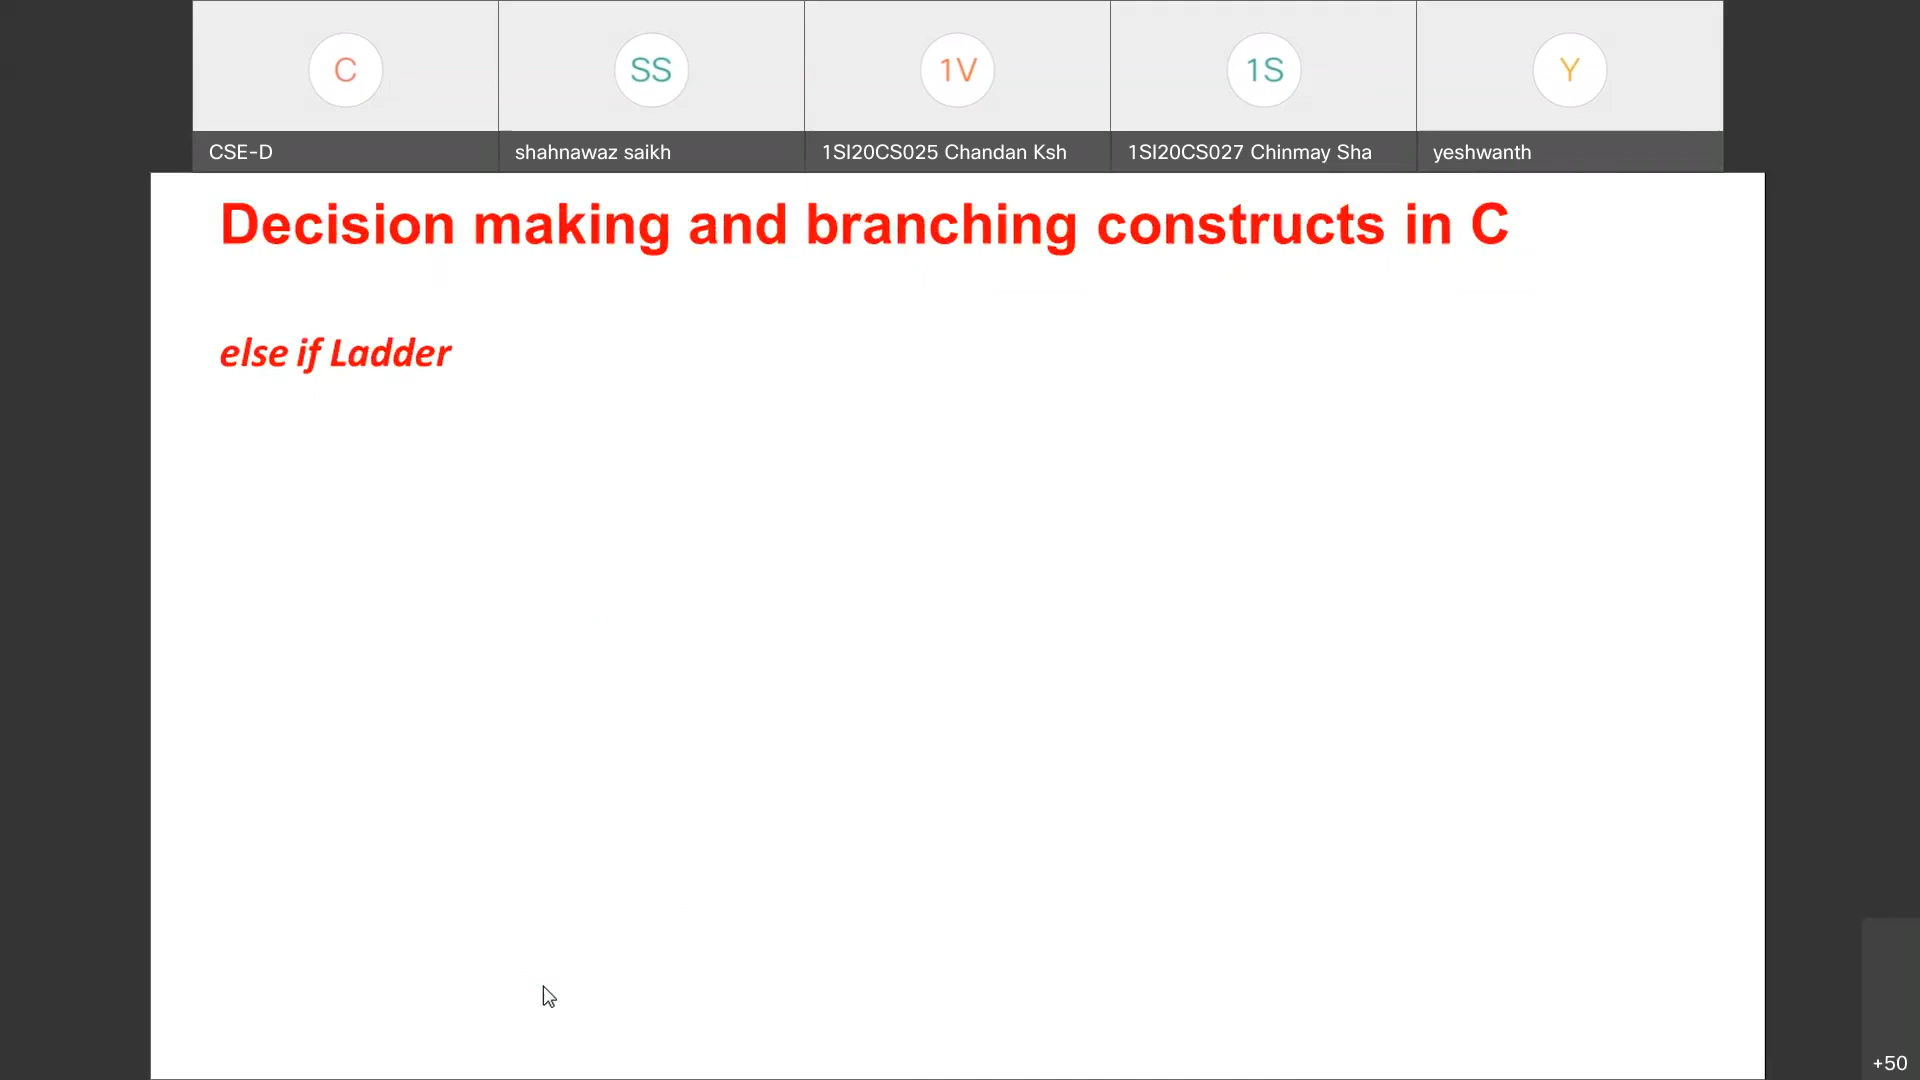 C
SS
1V
1S
Y
CSE-D
shahnawaz saikh
1SI20CS025 Chandan Ksh
1SI20CS027 Chinmay Sha
yeshwanth
Decision making and branching constructs in C
else if Ladder
+50